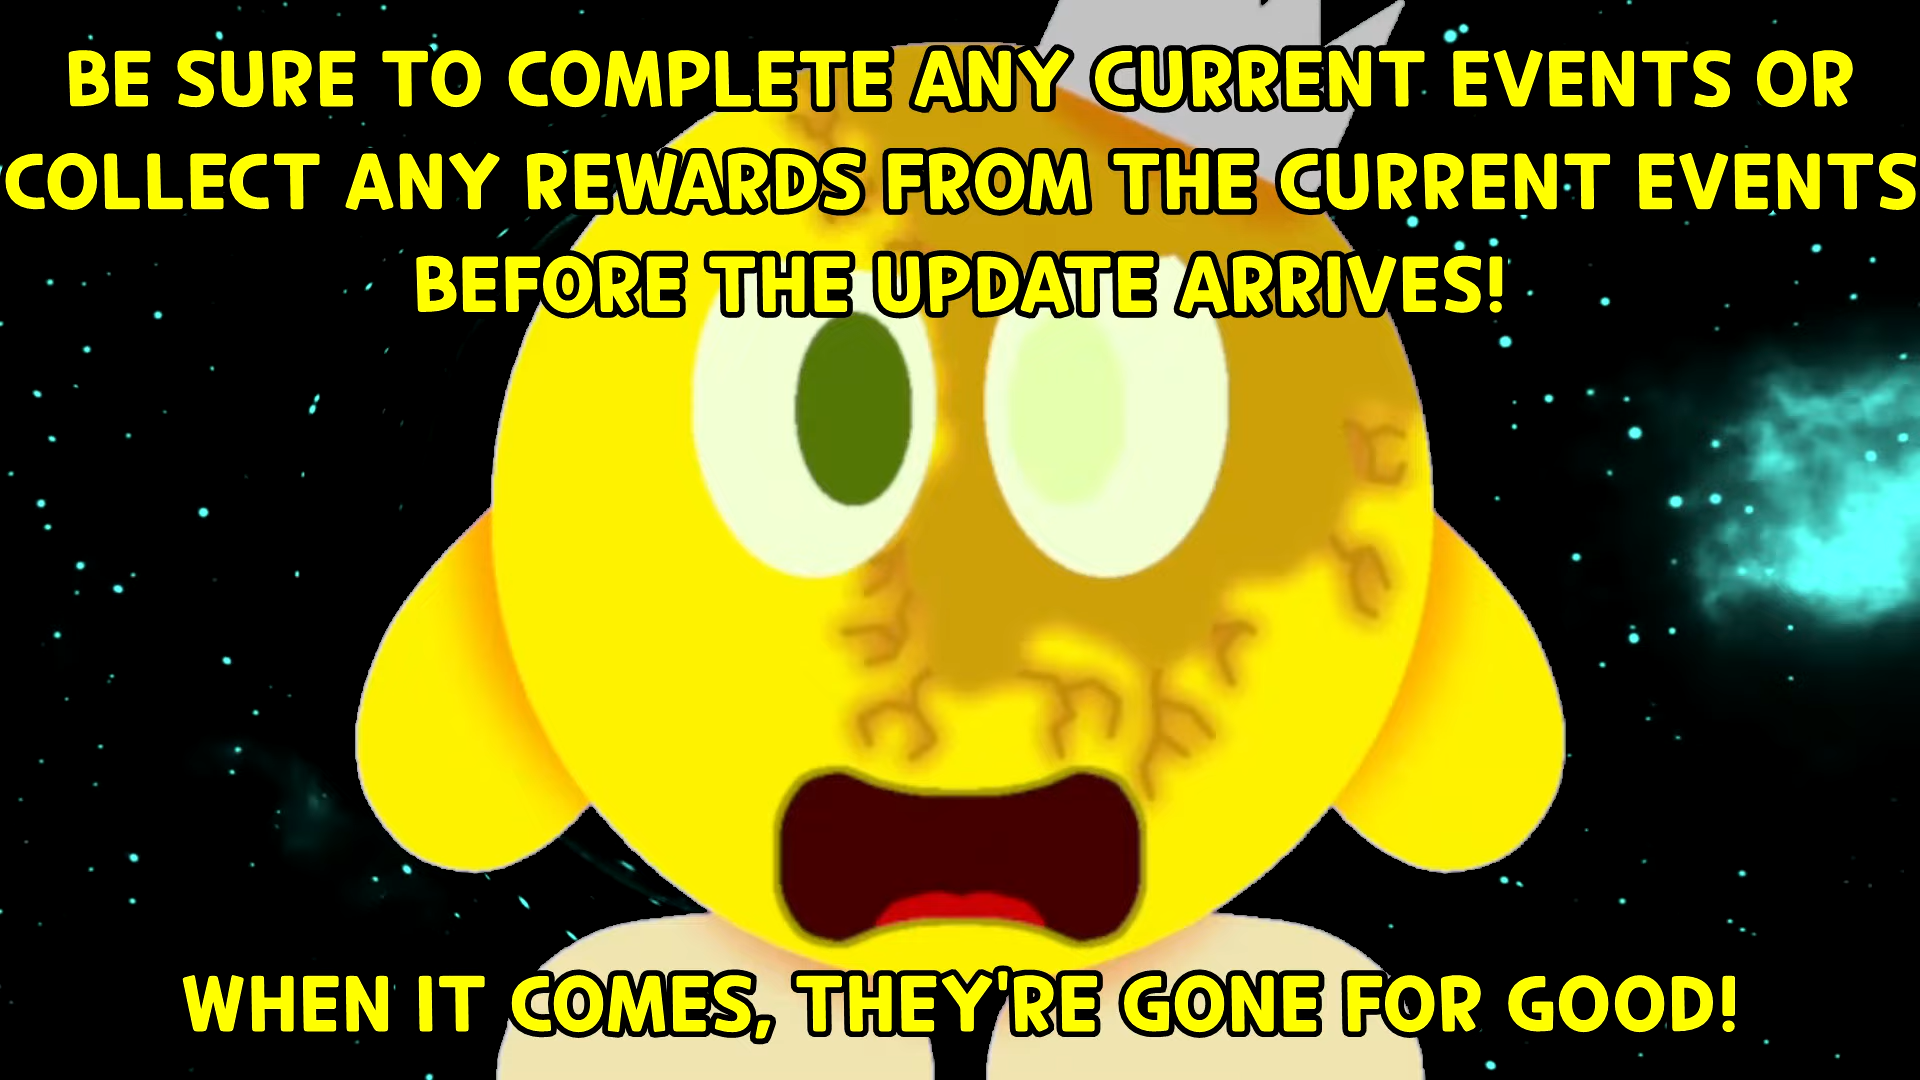 BE SURE TO COMPLETE ANY CURRENT EVENTS OR
COLLECT ANY REWARDS FROM THE CURRENT EVENTS
BEFORE THE UPDATE ARRIVES!
WHEN IT COMES, THEY'RE GONE FOR GOOD!